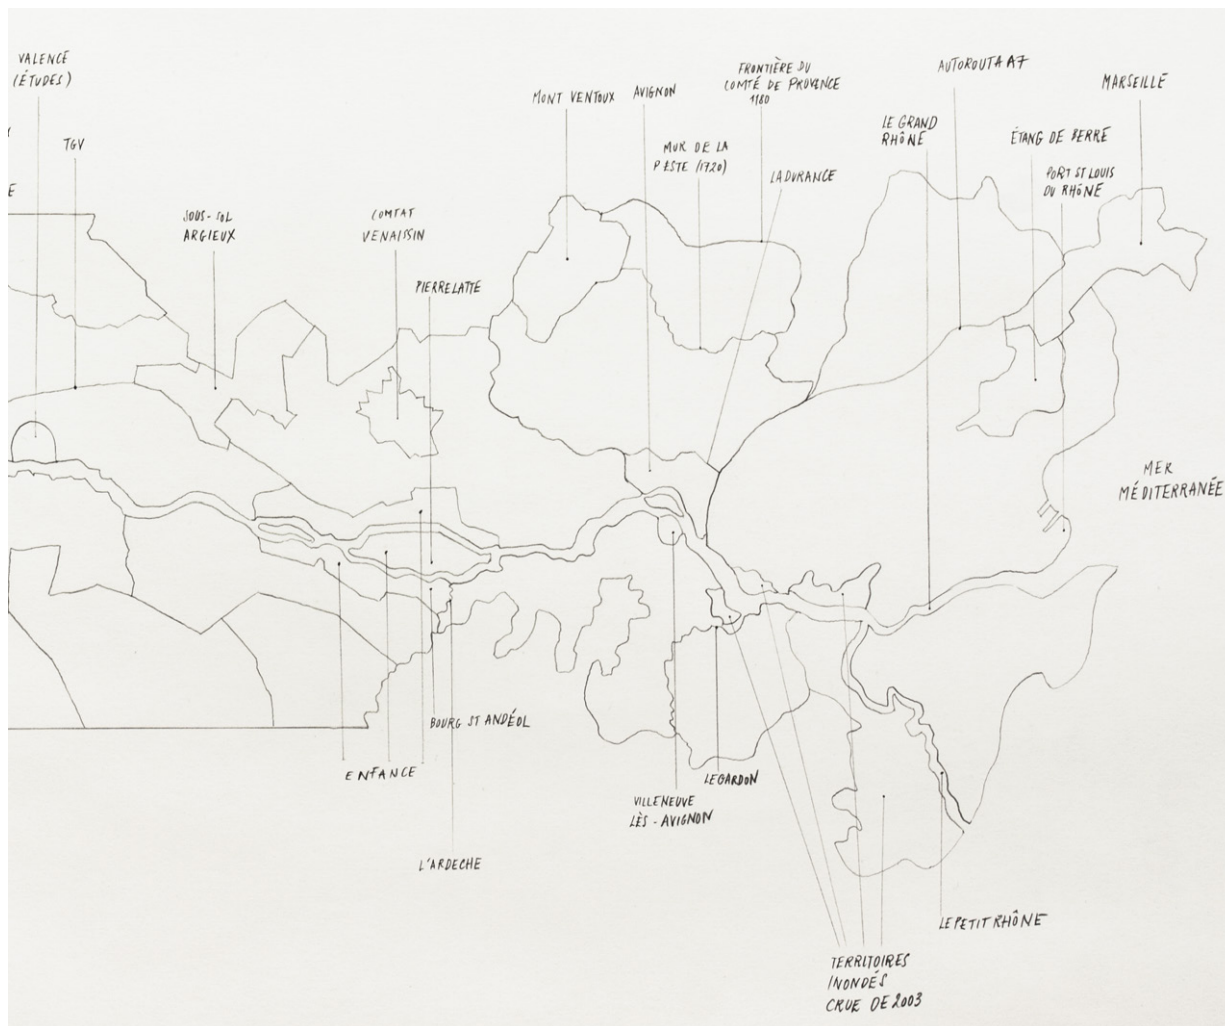 VALENCE
(ÉTUDES)
TGV
SOUS-SOL
ARGIEUX
COMTAT
VENAISSIN
PIERRELATTE
MONT VENTOUX
AVIGNON
FRONTIÈRE DU
COMTÉ DE PROVENCE
1180
MUR DE LA
PESTE (1720)
LA DURANCE
AUTOROUTA A7
LE GRAND
RHÔNE
ÉTANG DE BERRE
PORT ST LOUIS
DU RHÔNE
MARSEILLE
MER
MÉDITERRANÉE
BOURG ST ANDÉOL
ENFANCE
L'ARDECHE
VILLENEUVE
LÈS-AVIGNON
LE GARDON
LE PETIT RHÔNE
TERRITOIRES
INONDÉS
CRUE DE 2003